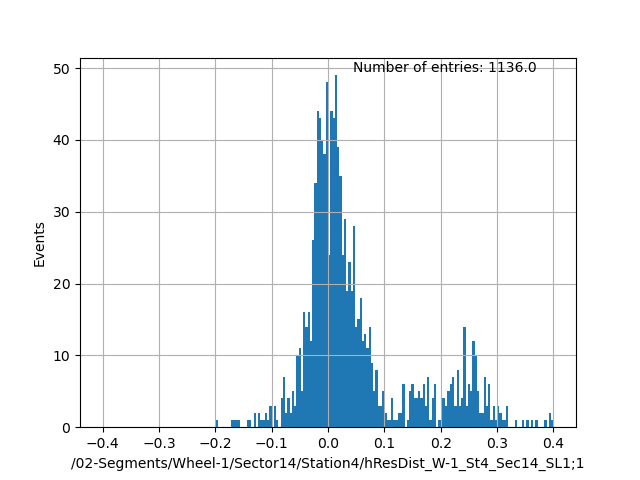 Number of entries: 1136.0
50
40
30
20
10
0
Events
−0.4 −0.3 −0.2 −0.1 0.0 0.1 0.2 0.3 0.4
/02-Segments/Wheel-1/Sector14/Station4/hResDist_W-1_St4_Sec14_SL1;1